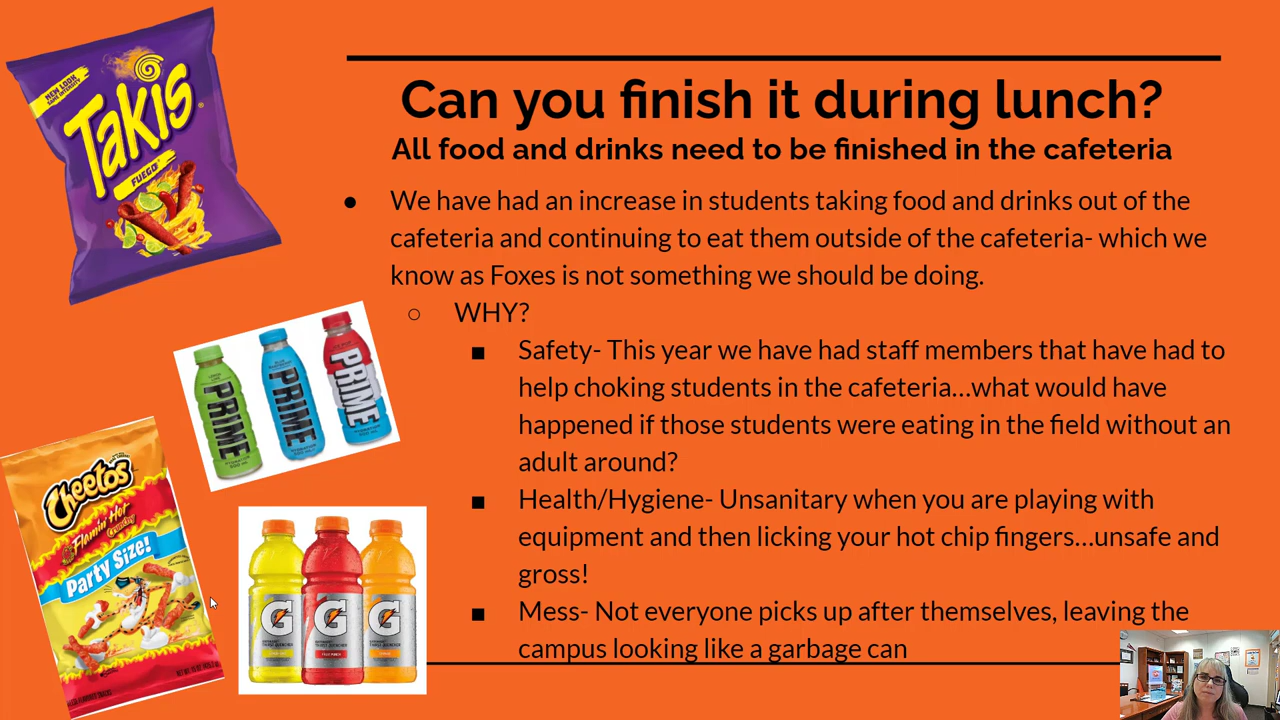 Can you finish it during lunch?
All food and drinks need to be finished in the cafeteria
● We have had an increase in students taking food and drinks out of the
cafeteria and continuing to eat them outside of the cafeteria- which we
know as Foxes is not something we should be doing.
○ WHY?
■ Safety- This year we have had staff members that have had to
help choking students in the cafeteria...what would have
happened if those students were eating in the field without an
adult around?
■ Health/Hygiene- Unsanitary when you are playing with
equipment and then licking your hot chip fingers...unsafe and
gross!
■ Mess- Not everyone picks up after themselves, leaving the
campus looking like a garbage can
NEW LOOK
SAME INTENSITY
Takis
FUEGO
PRIME
PRIME
PRIME
Cheetos
Flamin' Hot
Crunchy
Party Size!
G
G
G